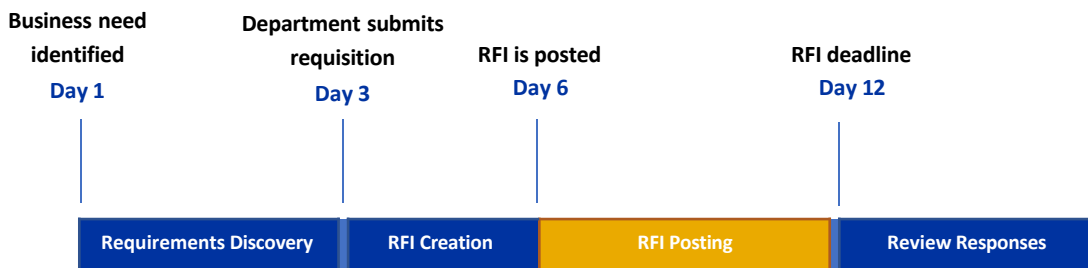 Business need
identified
Day 1
Department submits
requisition
Day 3
RFI is posted
Day 6
RFI deadline
Day 12
Requirements Discovery
RFI Creation
RFI Posting
Review Responses